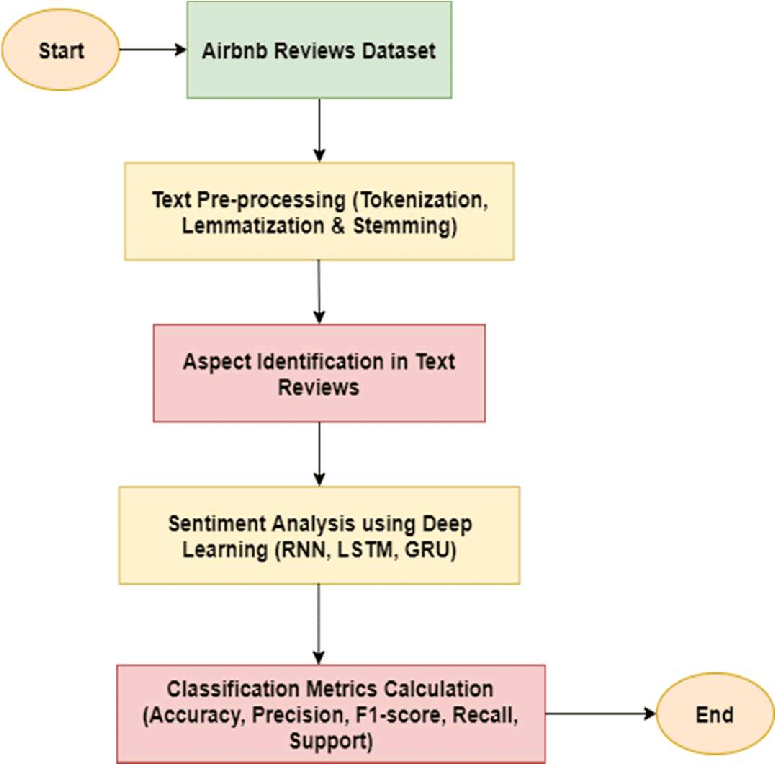 Start
Airbnb Reviews Dataset
Text Pre-processing (Tokenization,
Lemmatization & Stemming)
Aspect Identification in Text
Reviews
Sentiment Analysis using Deep
Learning (RNN, LSTM, GRU)
Classification Metrics Calculation
(Accuracy, Precision, F1-score, Recall,
Support)
End